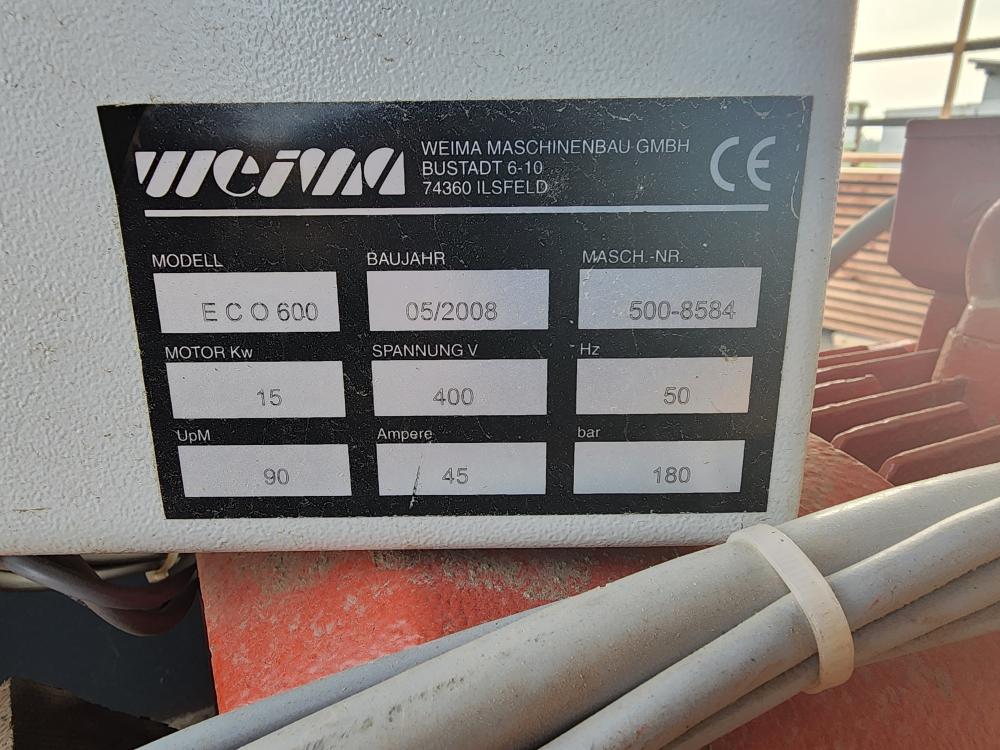 weima
WEIMA MASCHINENBAU GMBH
BUSTADT 6-10
74360 ILSFELD
CE
MODELL BAUJAHR MASCH.-NR.
ECO600 05/2008 500-8584
MOTOR Kw SPANNUNG V Hz
15 400 50
UpM Ampere bar
90 45 180